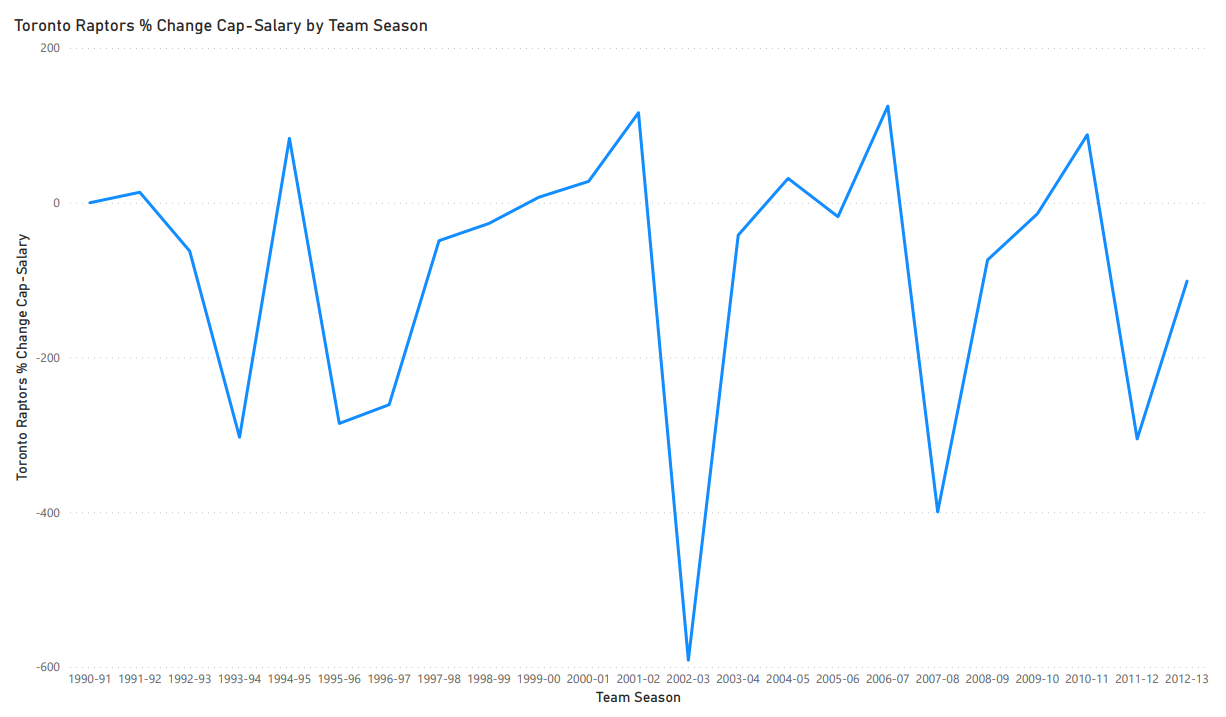 Toronto Raptors % Change Cap-Salary by Team Season
200
0
-200
-400
-600
Toronto Raptors % Change Cap-Salary
1990-91 1991-92 1992-93 1993-94 1994-95 1995-96 1996-97 1997-98 1998-99 1999-00 2000-01 2001-02 2002-03 2003-04 2004-05 2005-06 2006-07 2007-08 2008-09 2009-10 2010-11 2011-12 2012-13
Team Season